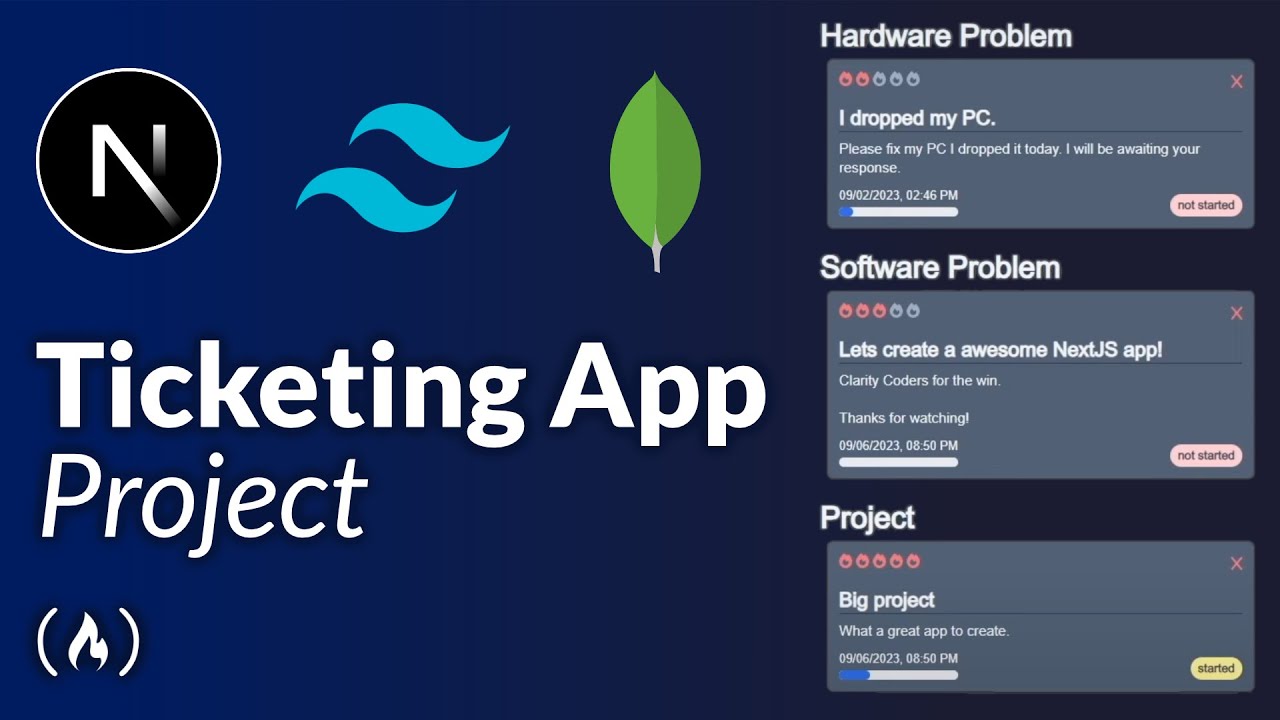 N
Ticketing App
Project
Hardware Problem
X
I dropped my PC.
Please fix my PC I dropped it today. I will be awaiting your
response.
09/02/2023, 02:46 PM
not started
Software Problem
X
Lets create a awesome NextJS app!
Clarity Coders for the win.
Thanks for watching!
09/06/2023, 08:50 PM
not started
Project
X
Big project
What a great app to create.
09/06/2023, 08:50 PM
started